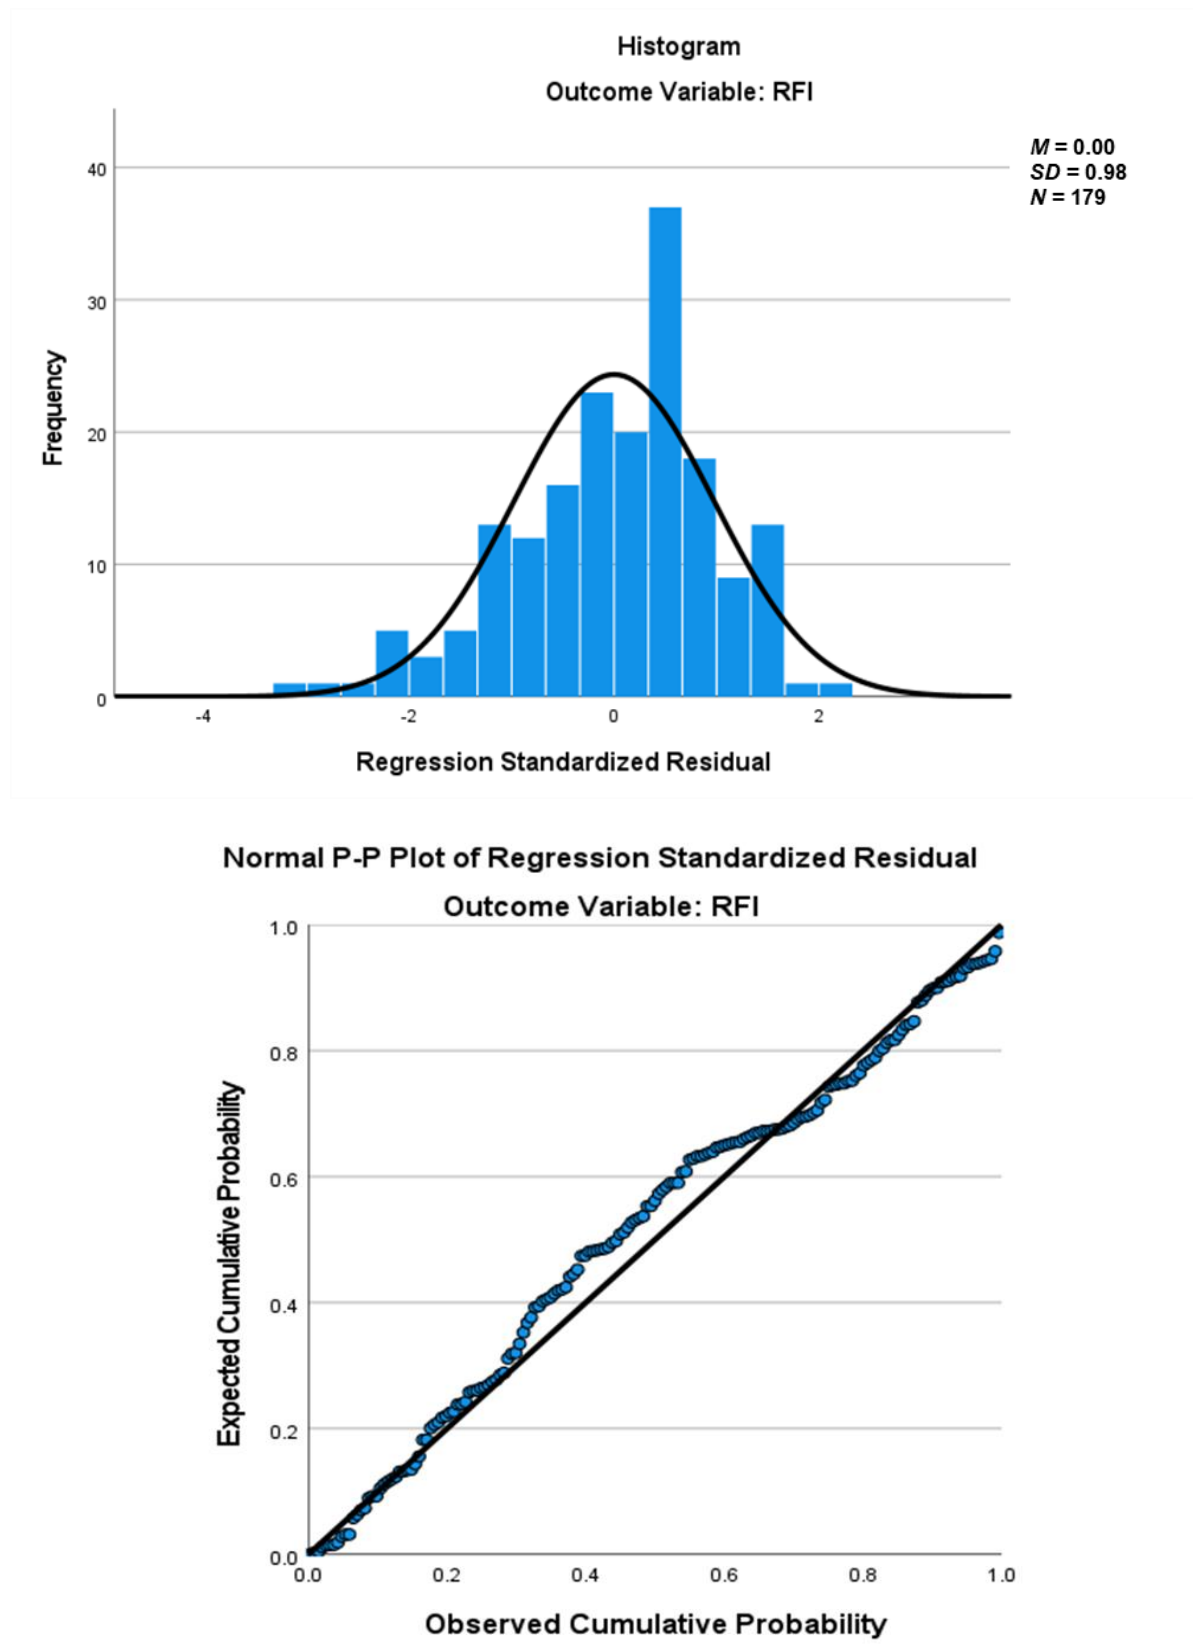 Histogram
Outcome Variable: RFI
M = 0.00
SD = 0.98
N = 179
40
30
20
10
0
Frequency
-4 -2 0 2
Regression Standardized Residual
Normal P-P Plot of Regression Standardized Residual
Outcome Variable: RFI
1.0
0.8
0.6
0.4
0.2
0.0
Expected Cumulative Probability
0.0 0.2 0.4 0.6 0.8 1.0
Observed Cumulative Probability